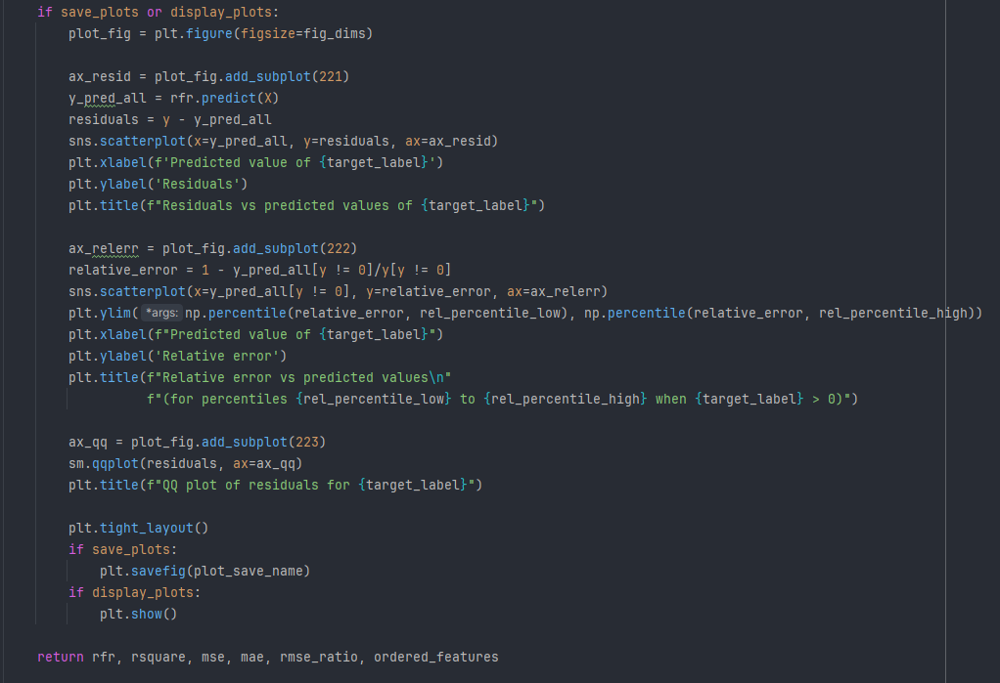 if save_plots or display_plots:
plot_fig = plt.figure(figsize=fig_dims)
ax_resid = plot_fig.add_subplot(221)
y_pred_all = rfr.predict(X)
residuals = y - y_pred_all
sns.scatterplot(x=y_pred_all, y=residuals, ax=ax_resid)
plt.xlabel(f'Predicted value of {target_label}')
plt.ylabel('Residuals')
plt.title(f"Residuals vs predicted values of {target_label}")
ax_relerr = plot_fig.add_subplot(222)
relative_error = 1 - y_pred_all[y != 0]/y[y != 0]
sns.scatterplot(x=y_pred_all[y != 0], y=relative_error, ax=ax_relerr)
plt.ylim( *args: np.percentile(relative_error, rel_percentile_low), np.percentile(relative_error, rel_percentile_high))
plt.xlabel(f"Predicted value of {target_label}")
plt.ylabel('Relative error')
plt.title(f"Relative error vs predicted values\n"
f"(for percentiles {rel_percentile_low} to {rel_percentile_high} when {target_label} > 0)")
ax_qq = plot_fig.add_subplot(223)
sm.qqplot(residuals, ax=ax_qq)
plt.title(f"QQ plot of residuals for {target_label}")
plt.tight_layout()
if save_plots:
plt.savefig(plot_save_name)
if display_plots:
plt.show()
return rfr, rsquare, mse, mae, rmse_ratio, ordered_features